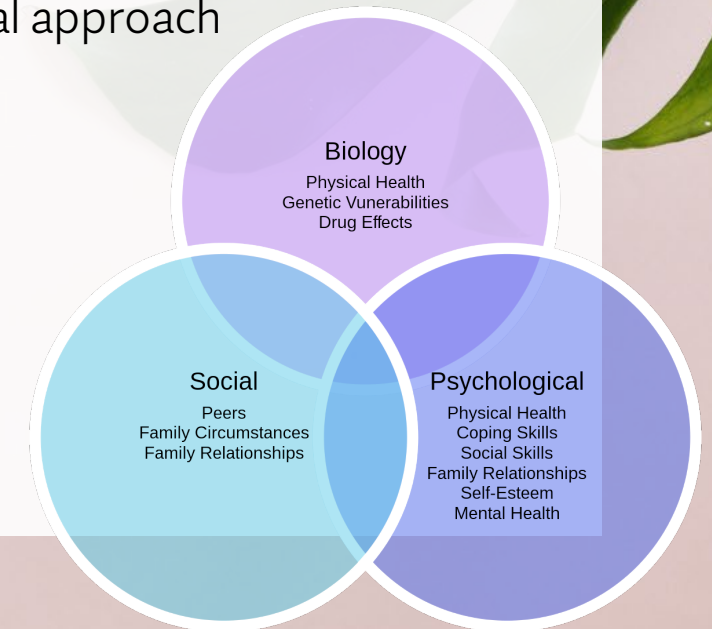 al approach
Biology
Physical Health
Genetic Vunerabilities
Drug Effects
Social
Peers
Family Circumstances
Family Relationships
Psychological
Physical Health
Coping Skills
Social Skills
Family Relationships
Self-Esteem
Mental Health